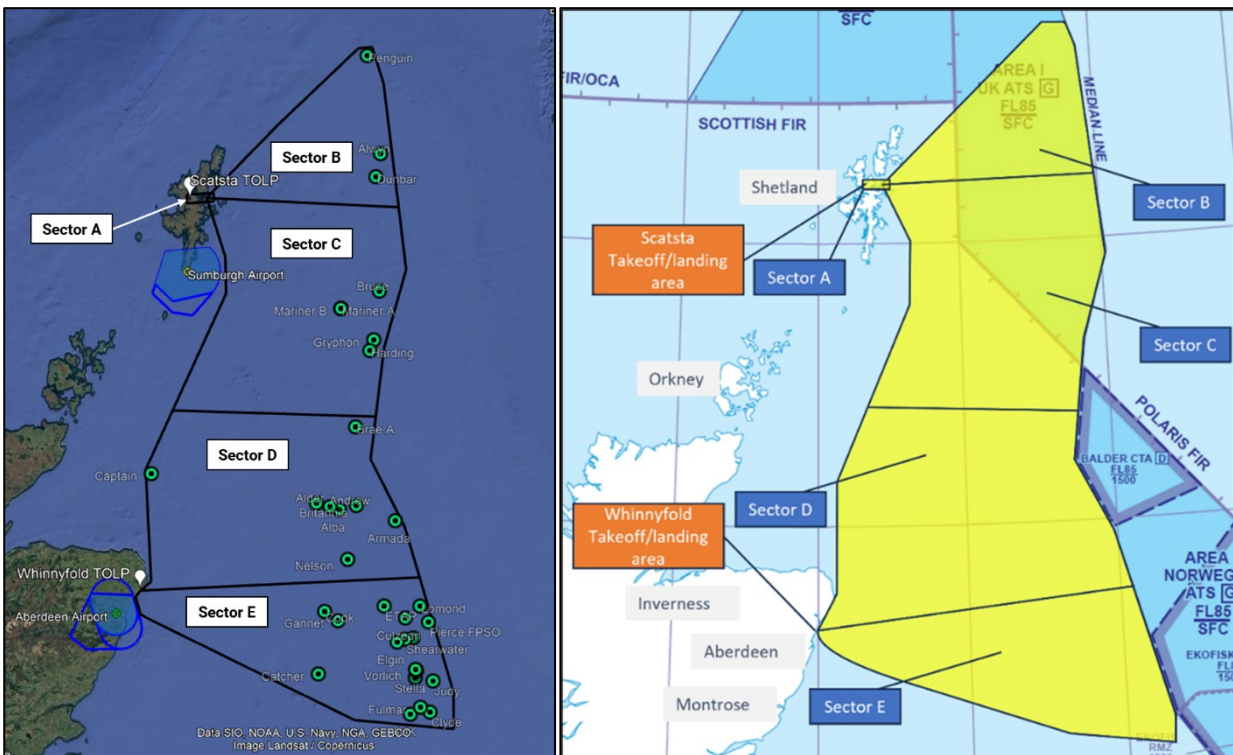 Penguin
Sector B
Alwyn
Dunbar
Scatsta TOLP
Sector A
Sector C
Sumburgh Airport
Bruce
Mariner B
Mariner A
Gryphon
Harding
Brae A
Sector D
Captain
Alder
Andrew
Britannia
Alba
Armada
Nelson
Whinnyfold TOLP
Sector E
Aberdeen Airport
Lomond
Gannet
Cook
ETAP
Pierce FPSO
Culzean
Shearwater
Elgin
Catcher
Vorlich
Stella
Judy
Fulmar
Clyde
Data SIO, NOAA, U.S. Navy, NGA, GEBCO
Image Landsat / Copernicus
SFC
FIR/OCA
AREA I
UK ATS G
FL85
SFC
SCOTTISH FIR
MEDIAN LINE
Shetland
Sector B
Scatsta
Takeoff/landing
area
Sector A
Sector C
Orkney
POLARIS FIR
BALDER CTA D
FL85
1500
Sector D
Whinnyfold
Takeoff/landing
area
AREA
NORWEG
ATS G
FL85
SFC
Inverness
Aberdeen
EKOFISK
Montrose
Sector E
EKOFIS
RMZ